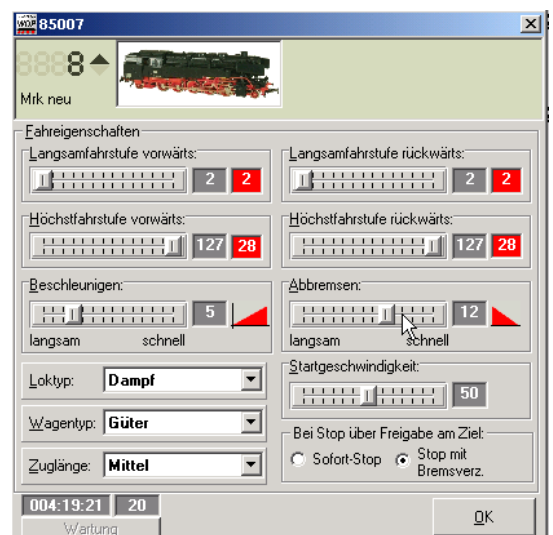 WDP 85007
8
Mrk neu
Fahreigenschaften
Langsamfahrstufe vorwärts:
2 2
Langsamfahrstufe rückwärts:
2 2
Höchstfahrstufe vorwärts:
127 28
Höchstfahrstufe rückwärts:
127 28
Beschleunigen:
5
langsam schnell
Abbremsen:
12
langsam schnell
Startgeschwindigkeit:
50
Loktyp: Dampf
Wagentyp: Güter
Zuglänge: Mittel
Bei Stop über Freigabe am Ziel:
Sofort-Stop Stop mit
Bremsverz.
004:19:21 20
Wartung
OK